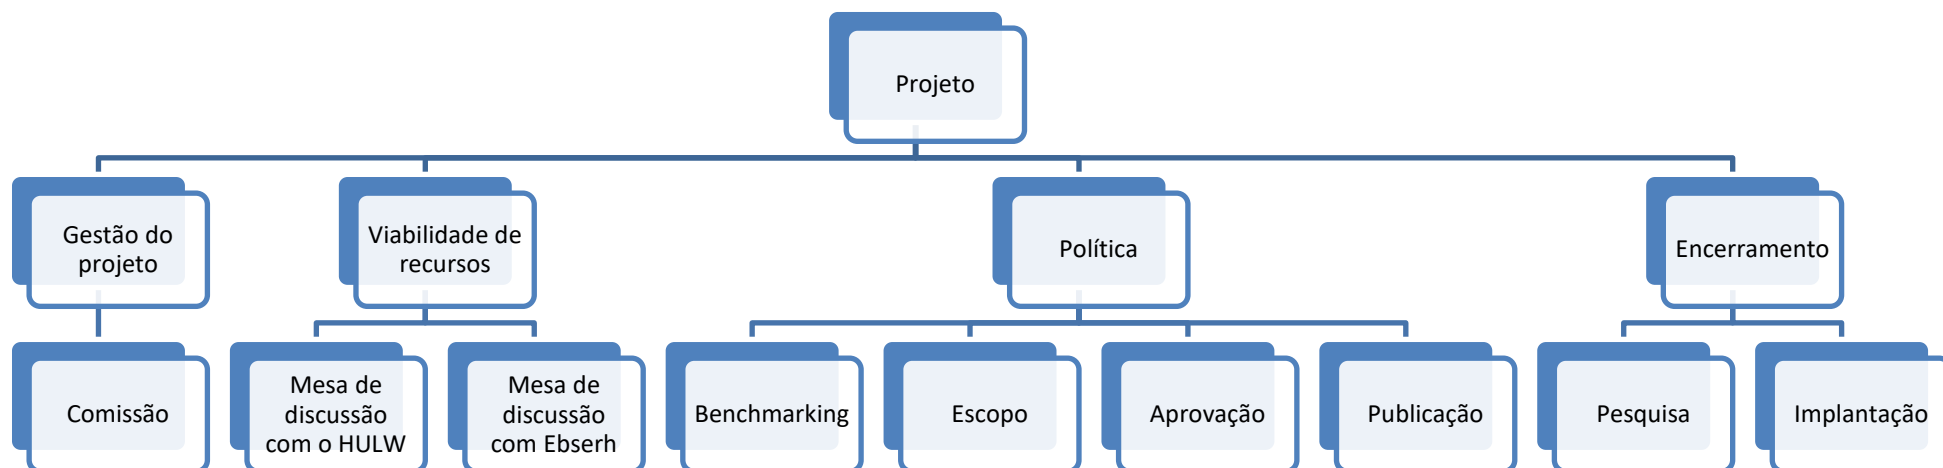 Projeto
Gestão do
projeto
Viabilidade de
recursos
Política
Encerramento
Comissão
Mesa de
discussão
com o HULW
Mesa de
discussão
com Ebserh
Benchmarking
Escopo
Aprovação
Publicação
Pesquisa
Implantação